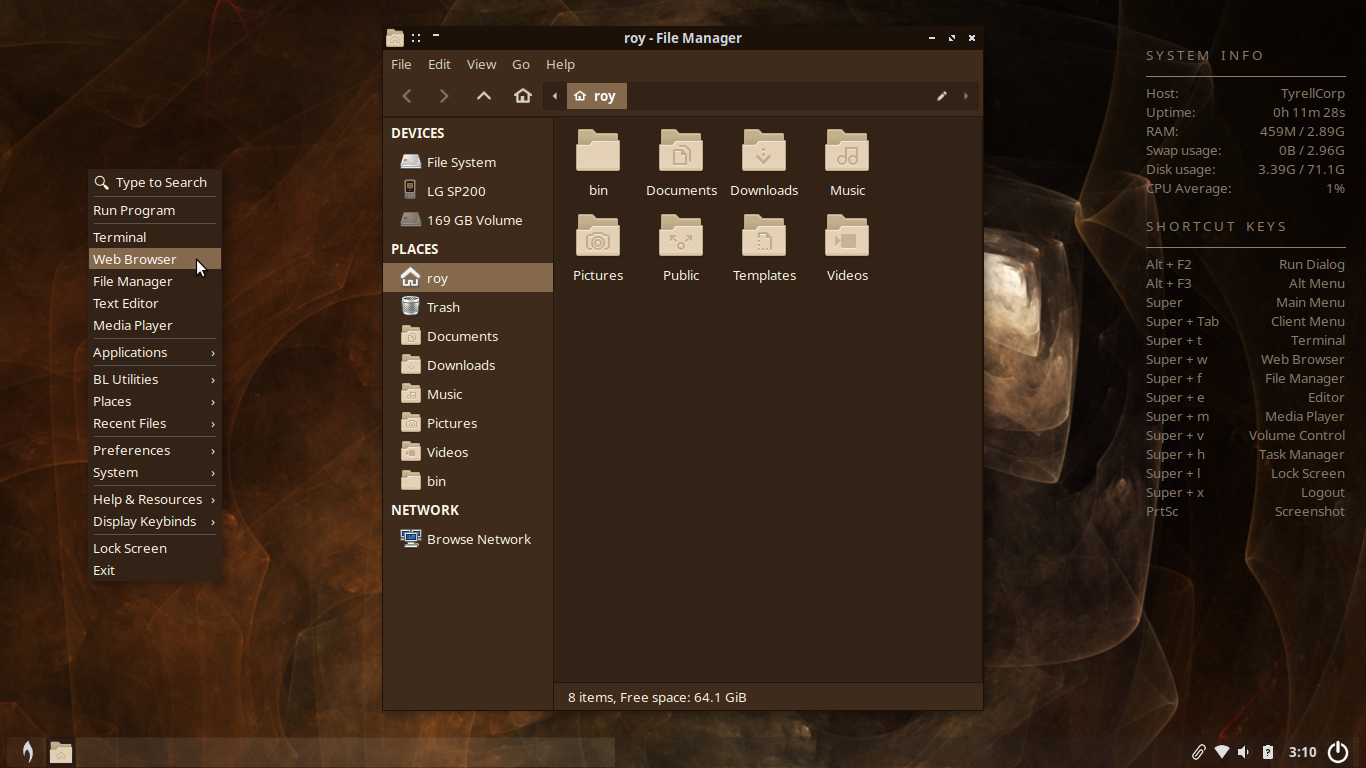 roy - File Manager
File Edit View Go Help
roy
DEVICES
File System
LG SP200
169 GB Volume
PLACES
roy
Trash
Documents
Downloads
Music
Pictures
Videos
bin
NETWORK
Browse Network
bin Documents Downloads Music
Pictures Public Templates Videos
8 items, Free space: 64.1 GiB
Type to Search
Run Program
Terminal
Web Browser
File Manager
Text Editor
Media Player
Applications ›
BL Utilities ›
Places ›
Recent Files ›
Preferences ›
System ›
Help & Resources ›
Display Keybinds ›
Lock Screen
Exit
SYSTEM INFO
Host: TyrellCorp
Uptime: 0h 11m 28s
RAM: 459M / 2.89G
Swap usage: 0B / 2.96G
Disk usage: 3.39G / 71.1G
CPU Average: 1%
SHORTCUT KEYS
Alt + F2 Run Dialog
Alt + F3 Alt Menu
Super Main Menu
Super + Tab Client Menu
Super + t Terminal
Super + w Web Browser
Super + f File Manager
Super + e Editor
Super + m Media Player
Super + v Volume Control
Super + h Task Manager
Super + l Lock Screen
Super + x Logout
PrtSc Screenshot
3:10